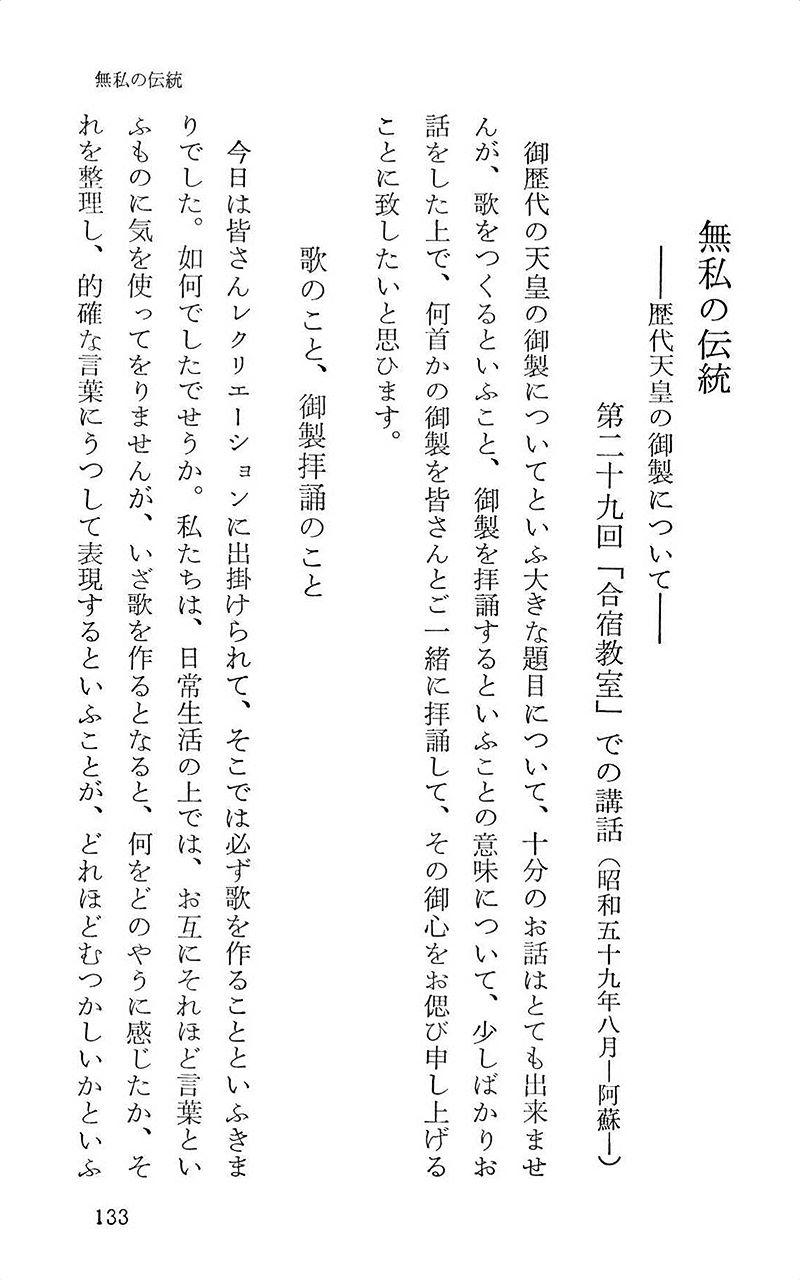 無私の伝統
無私の伝統
――歴代天皇の御製について――
第二十九回「合宿教室」での講話(昭和五十九年八月―阿蘇―)
御歴代の天皇の御製についてといふ大きな題目について、十分のお話はとても出来ませ
んが、歌をつくるといふこと、御製を拝誦するといふことの意味について、少しばかりお
話をした上で、何首かの御製を皆さんとご一緒に拝誦して、その御心をお偲び申し上げる
ことに致したいと思ひます。
歌のこと、御製拝誦のこと
今日は皆さんレクリエーションに出掛けられて、そこでは必ず歌を作ることといふきま
りでした。如何でしたでせうか。私たちは、日常生活の上では、お互にそれほど言葉とい
ふものに気を使ってをりませんが、いざ歌を作るとなると、何をどのやうに感じたか、そ
れを整理し、的確な言葉にうつして表現するといふことが、どれほどむつかしいかといふ
133